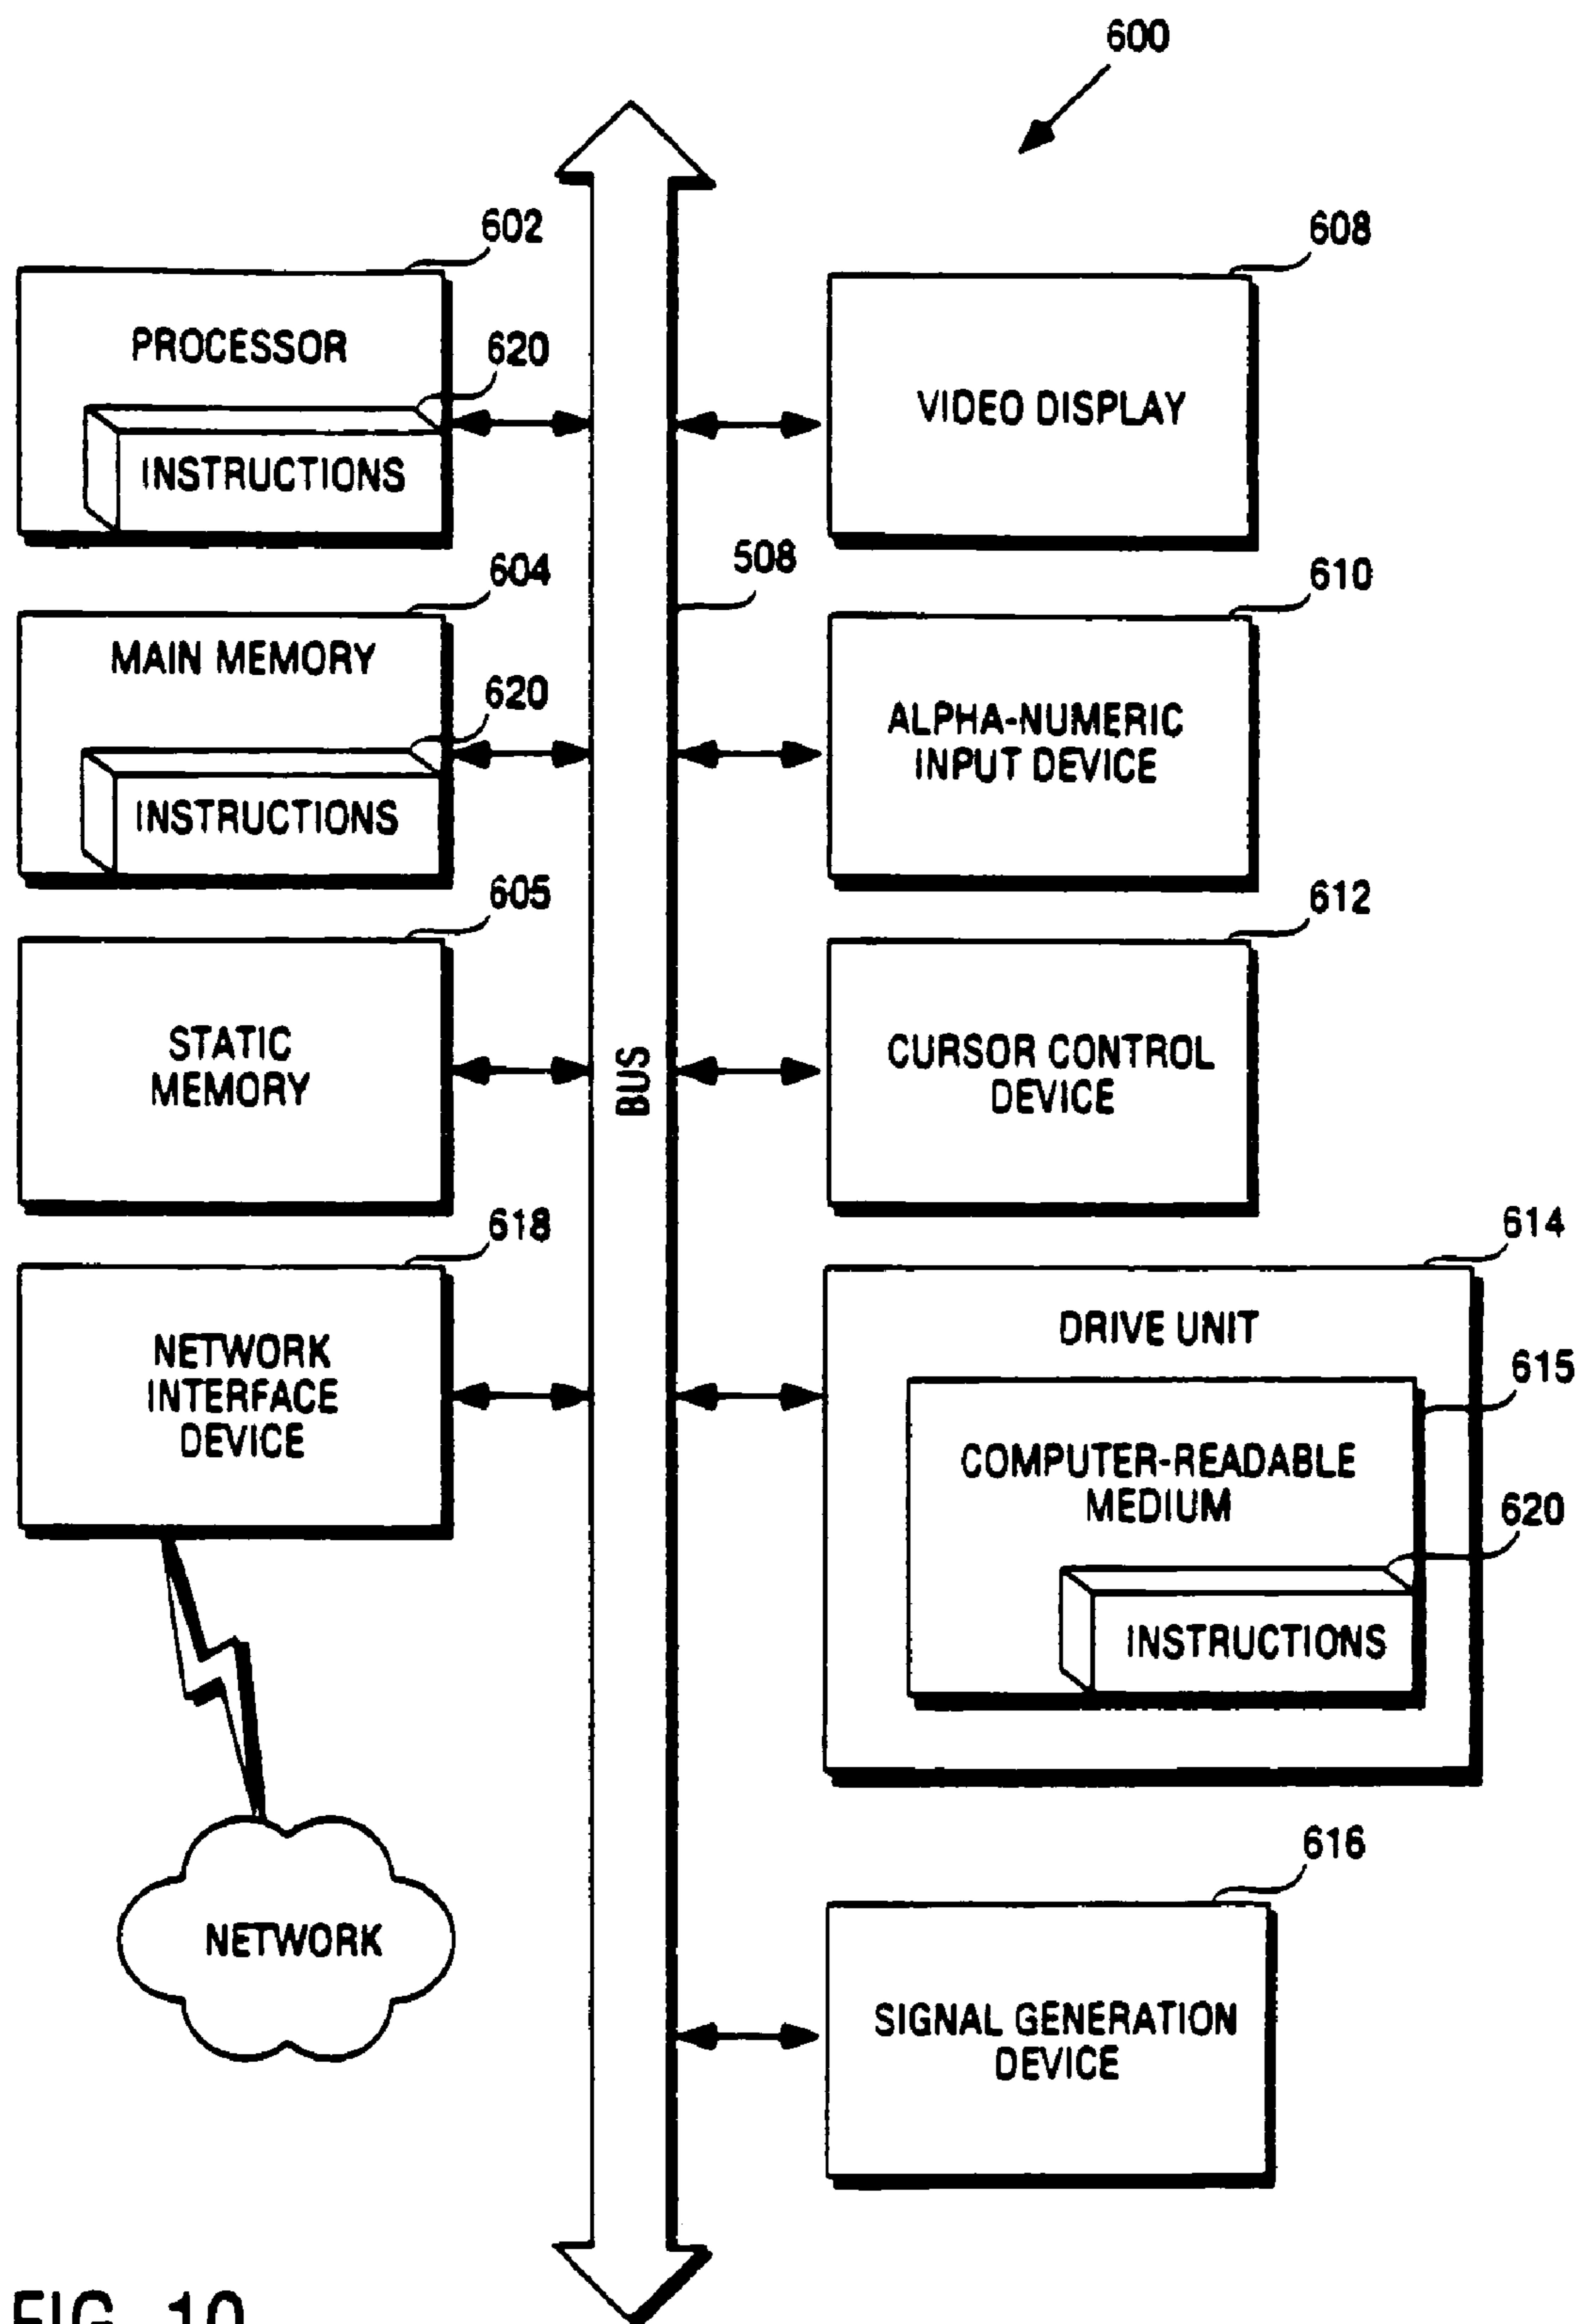 600
602
PROCESSOR
620
INSTRUCTIONS
604
MAIN MEMORY
620
INSTRUCTIONS
605
STATIC
MEMORY
618
NETWORK
INTERFACE
DEVICE
NETWORK
BUS
508
608
VIDEO DISPLAY
610
ALPHA-NUMERIC
INPUT DEVICE
612
CURSOR CONTROL
DEVICE
614
DRIVE UNIT
615
COMPUTER-READABLE
MEDIUM
620
INSTRUCTIONS
616
SIGNAL GENERATION
DEVICE
FIG. 10